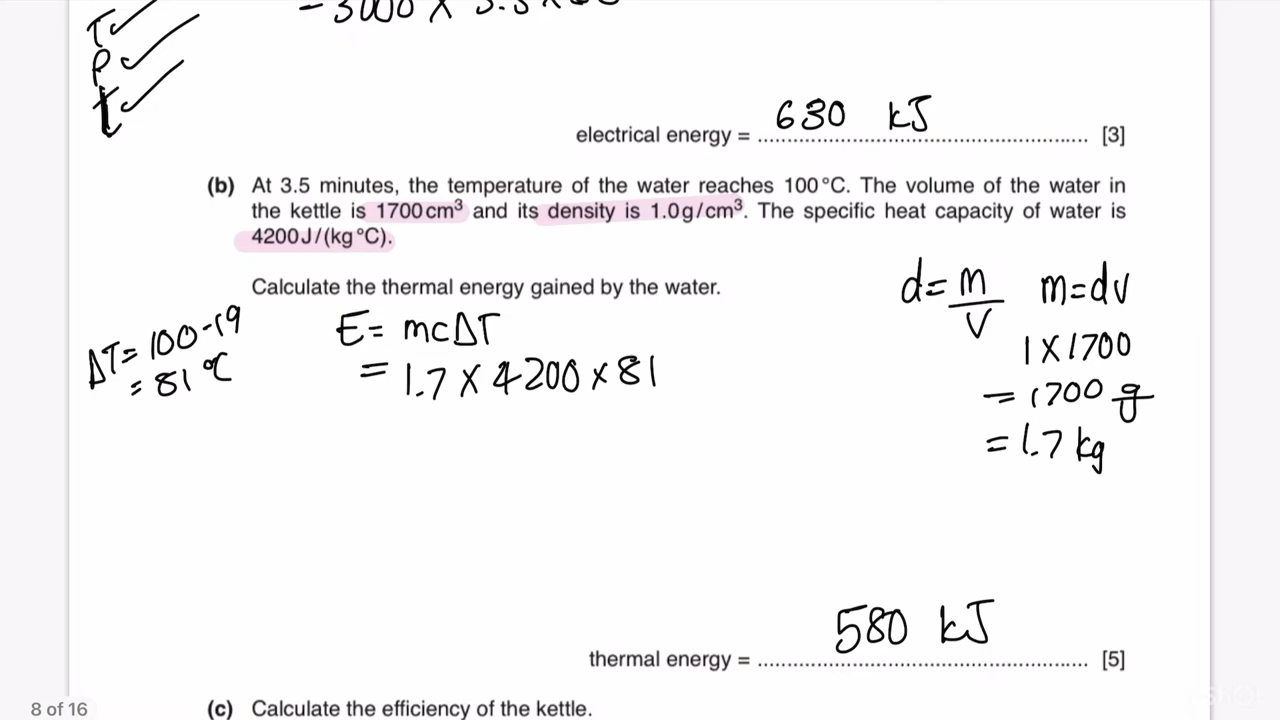 T
= 3000 × 3.5 ×
P
t
electrical energy = 630 kJ [3]
(b) At 3.5 minutes, the temperature of the water reaches 100 °C. The volume of the water in
the kettle is 1700 cm³ and its density is 1.0 g/cm³. The specific heat capacity of water is
4200 J/(kg °C).
Calculate the thermal energy gained by the water.
ΔT = 100 - 19
= 81 °C
E = mcΔT
= 1.7 × 4200 × 81
d = m/V m = dv
1 × 1700
= 1700 g
= 1.7 kg
thermal energy = 580 kJ [5]
(c) Calculate the efficiency of the kettle.
8 of 16